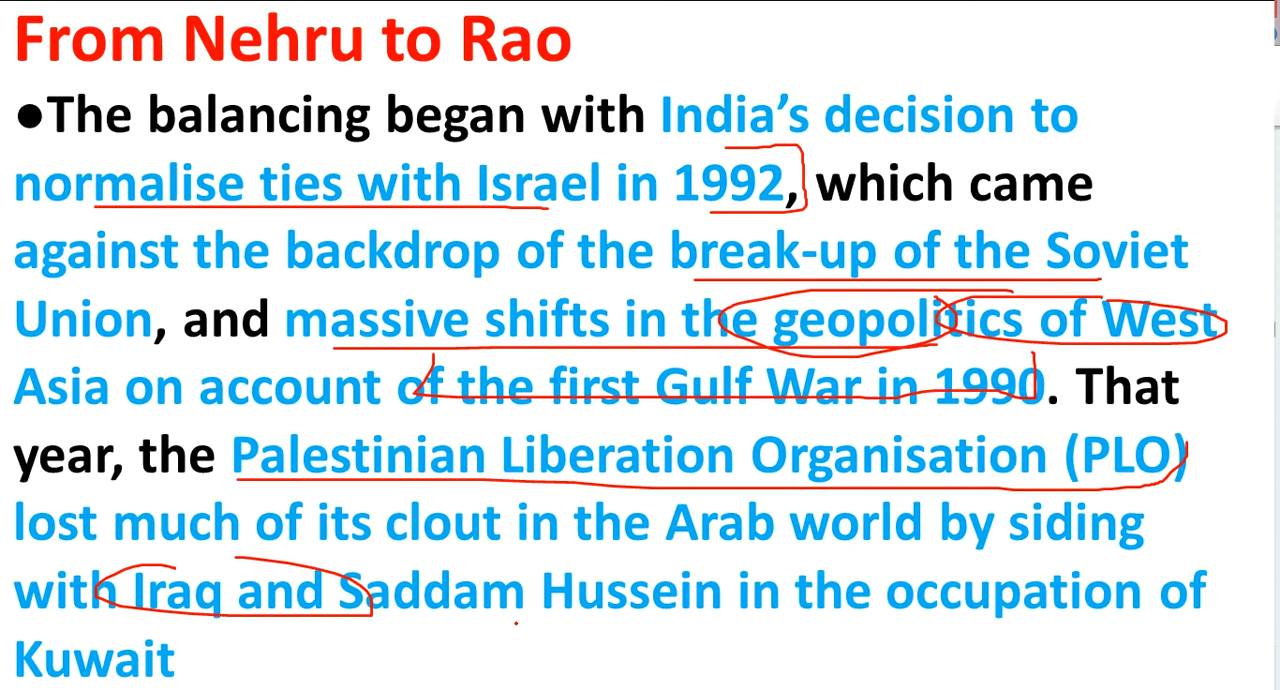 From Nehru to Rao
●The balancing began with India’s decision to
normalise ties with Israel in 1992, which came
against the backdrop of the break-up of the Soviet
Union, and massive shifts in the geopolitics of West
Asia on account of the first Gulf War in 1990. That
year, the Palestinian Liberation Organisation (PLO)
lost much of its clout in the Arab world by siding
with Iraq and Saddam Hussein in the occupation of
Kuwait